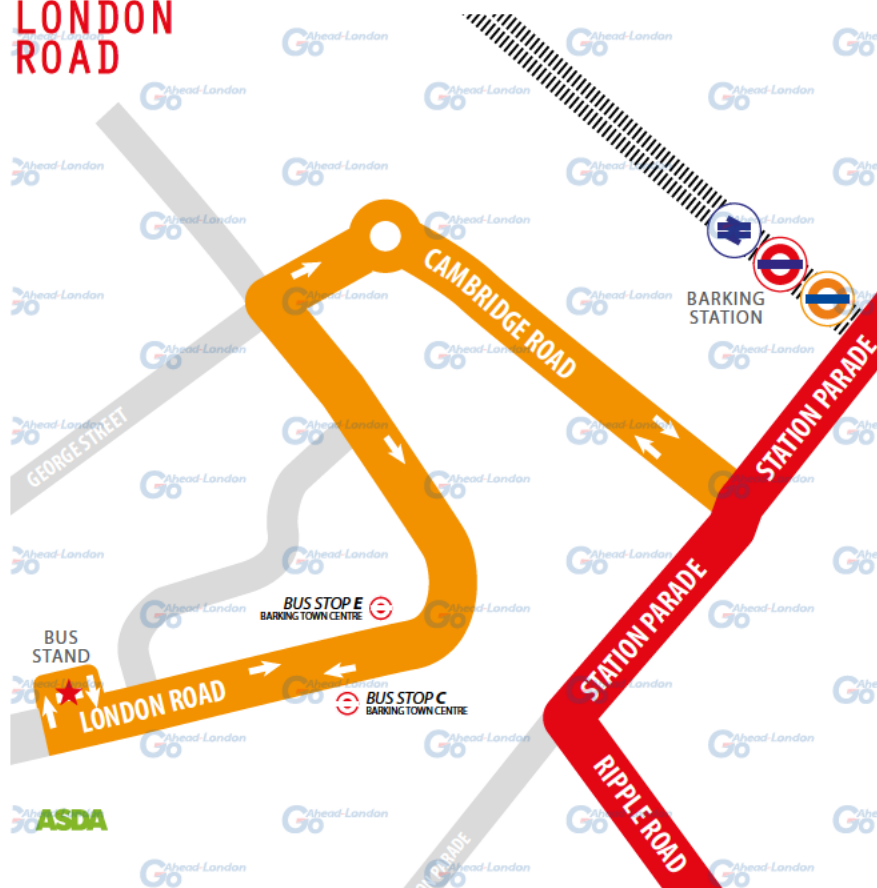 LONDON
ROAD
Go Ahead-London
CAMBRIDGE ROAD
BARKING
STATION
STATION PARADE
GEORGE STREET
STATION PARADE
BUS STOP E
BARKING TOWN CENTRE
BUS
STAND
LONDON ROAD
BUS STOP C
BARKING TOWN CENTRE
RIPPLE ROAD
ASDA
ON PARADE